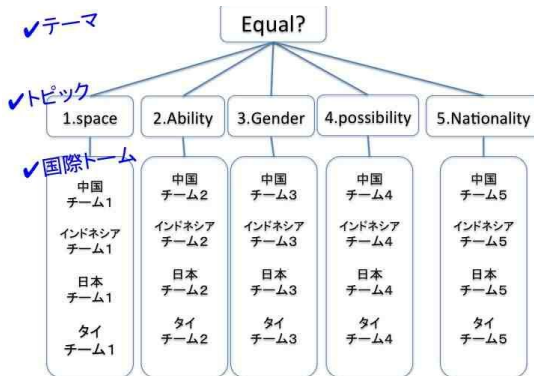 ✓テーマ
Equal?
✓トピック
1.space
2.Ability
3.Gender
4.possibility
5.Nationality
✓国際トーム
中国
チーム1
インドネシア
チーム1
日本
チーム1
タイ
チーム1
中国
チーム2
インドネシア
チーム2
日本
チーム2
タイ
チーム2
中国
チーム3
インドネシア
チーム3
日本
チーム3
タイ
チーム3
中国
チーム4
インドネシア
チーム4
日本
チーム4
タイ
チーム4
中国
チーム5
インドネシア
チーム5
日本
チーム5
タイ
チーム5